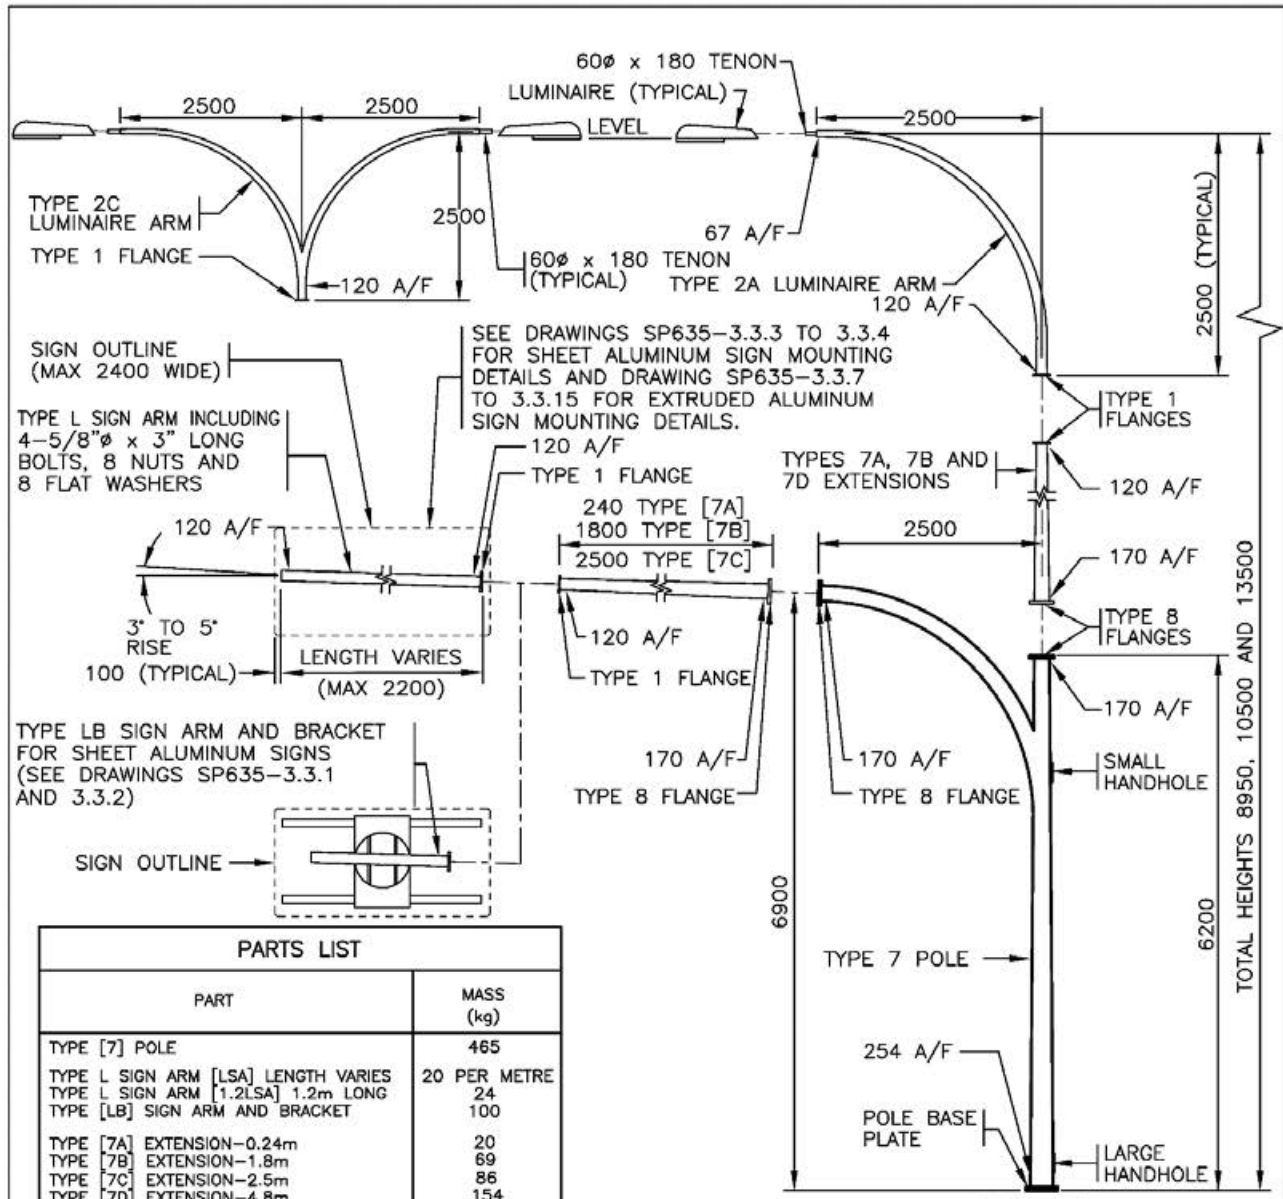 60ø x 180 TENON
LUMINAIRE (TYPICAL)
2500
2500
LEVEL
2500
TYPE 2C
LUMINAIRE ARM
2500
67 A/F
2500 (TYPICAL)
TYPE 1 FLANGE
120 A/F
60ø x 180 TENON
(TYPICAL)
TYPE 2A LUMINAIRE ARM
120 A/F
SIGN OUTLINE
(MAX 2400 WIDE)
SEE DRAWINGS SP635-3.3.3 TO 3.3.4
FOR SHEET ALUMINUM SIGN MOUNTING
DETAILS AND DRAWING SP635-3.3.7
TO 3.3.15 FOR EXTRUDED ALUMINUM
SIGN MOUNTING DETAILS.
TYPE 1
FLANGES
TYPE L SIGN ARM INCLUDING
4-5/8"ø x 3" LONG
BOLTS, 8 NUTS AND
8 FLAT WASHERS
120 A/F
TYPE 1 FLANGE
TYPES 7A, 7B AND
7D EXTENSIONS
120 A/F
120 A/F
240 TYPE [7A]
1800 TYPE [7B]
2500 TYPE [7C]
2500
170 A/F
3° TO 5°
RISE
100 (TYPICAL)
LENGTH VARIES
(MAX 2200)
120 A/F
TYPE 1 FLANGE
TYPE 8
FLANGES
170 A/F
TYPE LB SIGN ARM AND BRACKET
FOR SHEET ALUMINUM SIGNS
(SEE DRAWINGS SP635-3.3.1
AND 3.3.2)
170 A/F
TYPE 8 FLANGE
170 A/F
TYPE 8 FLANGE
SMALL
HANDHOLE
SIGN OUTLINE
6900
6200
TOTAL HEIGHTS 8950, 10500 AND 13500
TYPE 7 POLE
254 A/F
POLE BASE
PLATE
LARGE
HANDHOLE
PARTS LIST
PART MASS
(kg)
TYPE [7] POLE 465
TYPE L SIGN ARM [LSA] LENGTH VARIES 20 PER METRE
TYPE L SIGN ARM [1.2LSA] 1.2m LONG 24
TYPE [LB] SIGN ARM AND BRACKET 100
TYPE [7A] EXTENSION-0.24m 20
TYPE [7B] EXTENSION-1.8m 69
TYPE [7C] EXTENSION-2.5m 86
TYPE [7D] EXTENSION-4.8m 154